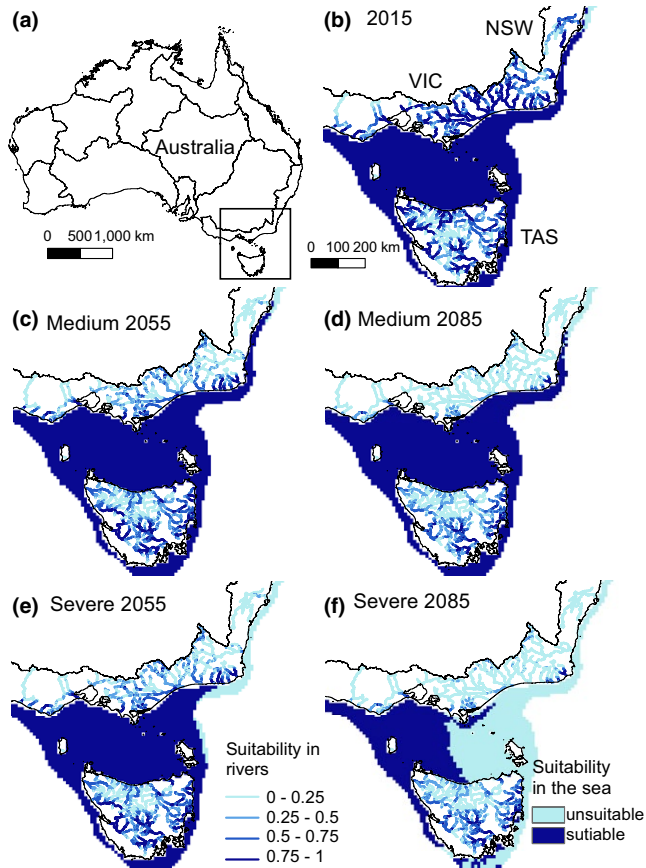 (a)
Australia
0 500 1,000 km
(b) 2015
NSW
VIC
TAS
0 100 200 km
(c) Medium 2055
(d) Medium 2085
(e) Severe 2055
Suitability in
rivers
0 - 0.25
0.25 - 0.5
0.5 - 0.75
0.75 - 1
(f) Severe 2085
Suitability
in the sea
unsuitable
sutiable